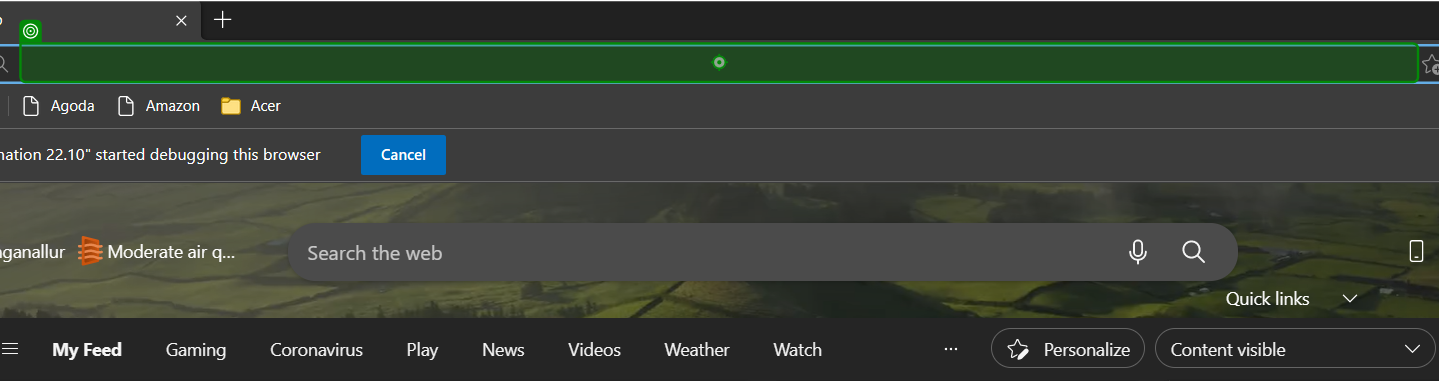 Agoda Amazon Acer
nation 22.10" started debugging this browser Cancel
nganallur Moderate air q... Search the web
Quick links
My Feed Gaming Coronavirus Play News Videos Weather Watch ... Personalize Content visible